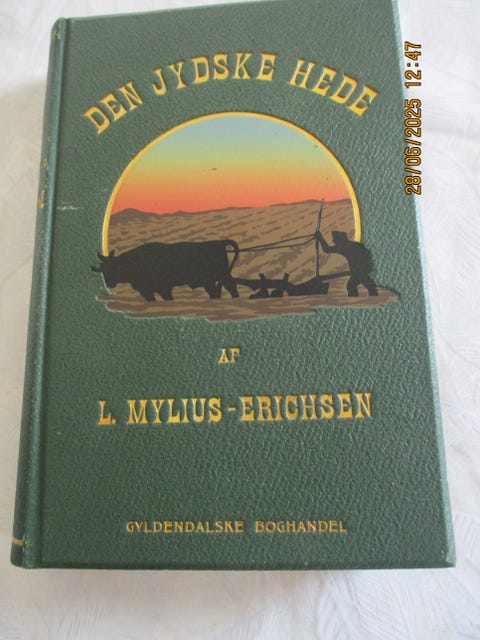 DEN JYDSKE HEDE
AF
L. MYLIUS-ERICHSEN
GYLDENDALSKE BOGHANDEL
28/06/2025 12:47